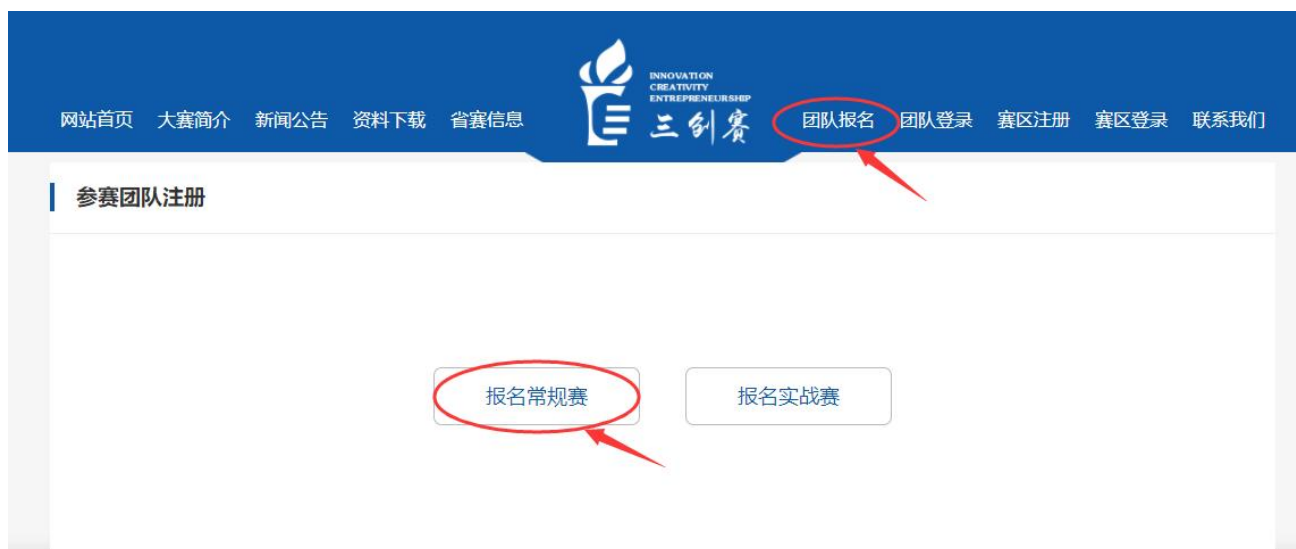 网站首页 大赛简介 新闻公告 资料下载 省赛信息
INNOVATION
CREATIVITY
ENTREPRENEURSHIP
三创赛
团队报名 团队登录 赛区注册 赛区登录 联系我们
参赛团队注册
报名常规赛 报名实战赛